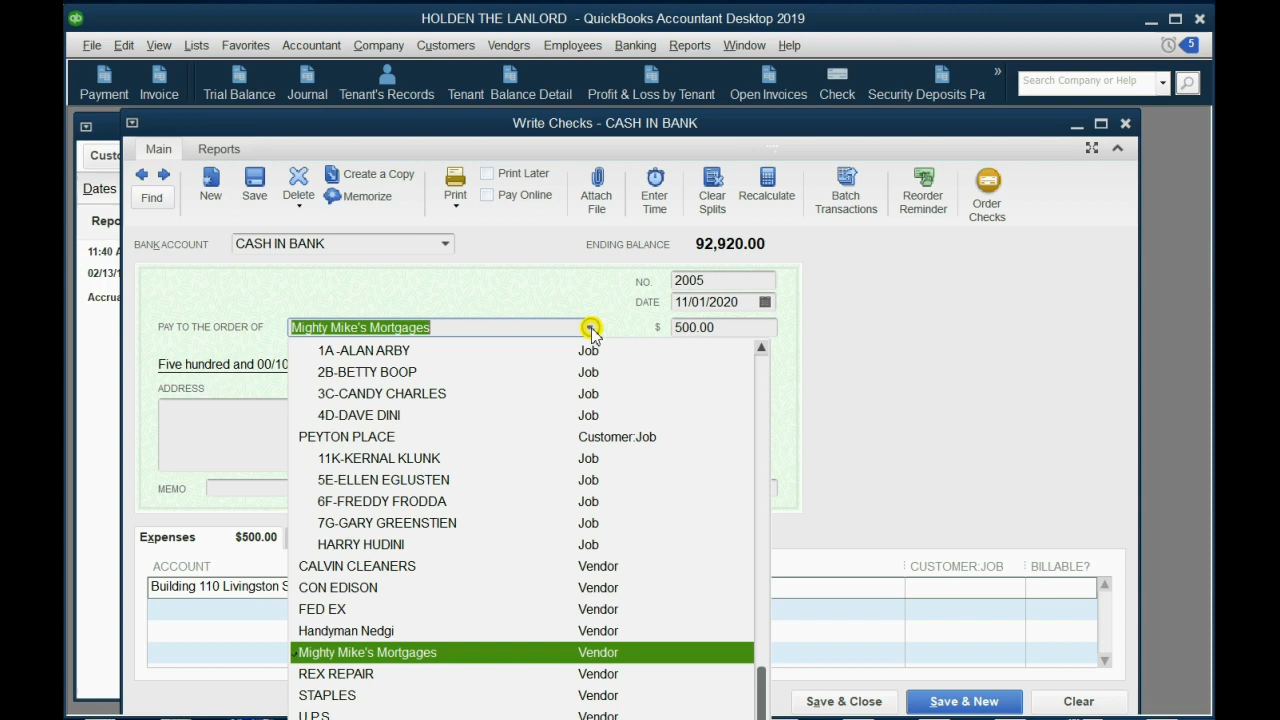 qb
HOLDEN THE LANLORD - QuickBooks Accountant Desktop 2019
File Edit View Lists Favorites Accountant Company Customers Vendors Employees Banking Reports Window Help
5
Payment Invoice Trial Balance Journal Tenant's Records Tenant Balance Detail Profit & Loss by Tenant Open Invoices Check Security Deposits Pa »
Search Company or Help
Write Checks - CASH IN BANK
Main Reports
Custo
Dates
Repo
11:40 A
02/13/1
Accrua
Find
New Save Delete
Create a Copy
Memorize
Print
Print Later
Pay Online
Attach File
Enter Time
Clear Splits
Recalculate
Batch Transactions
Reorder Reminder
Order Checks
BANK ACCOUNT CASH IN BANK ENDING BALANCE 92,920.00
NO. 2005
DATE 11/01/2020
PAY TO THE ORDER OF Mighty Mike's Mortgages $ 500.00
Five hundred and 00/10
ADDRESS
MEMO
1A -ALAN ARBY Job
2B-BETTY BOOP Job
3C-CANDY CHARLES Job
4D-DAVE DINI Job
PEYTON PLACE Customer:Job
11K-KERNAL KLUNK Job
5E-ELLEN EGLUSTEN Job
6F-FREDDY FRODDA Job
7G-GARY GREENSTIEN Job
HARRY HUDINI Job
CALVIN CLEANERS Vendor
CON EDISON Vendor
FED EX Vendor
Handyman Nedgi Vendor
Mighty Mike's Mortgages Vendor
REX REPAIR Vendor
STAPLES Vendor
U.P.S. Vendor
Expenses $500.00
ACCOUNT CUSTOMER:JOB BILLABLE?
Building 110 Livingston S
Save & Close Save & New Clear